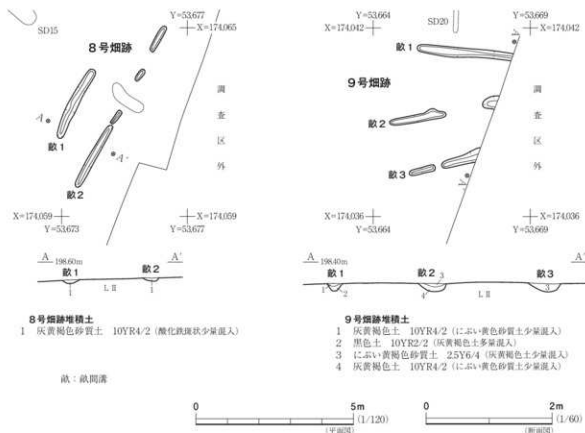 SD15
Y=53,677
X=174,065
8号畑跡
A
畝1
A'
畝2
調査区外
X=174,059
Y=53,673
X=174,059
Y=53,677
A 198.60m A'
畝1 畝2
1 LⅡ 1
8号畑跡堆積土
1 灰黄褐色砂質土 10YR4/2（酸化鉄斑状少量混入）
畝：畝間溝
Y=53,664
X=174,042
SD20
Y=53,669
X=174,042
畝1
9号畑跡
畝2
畝3
調査区外
X=174,036
Y=53,664
X=174,036
Y=53,669
A 198.40m A'
畝1 畝2 畝3
1 2 4 3 LⅡ 3
9号畑跡堆積土
1 灰黄褐色土 10YR4/2（にぶい黄色砂質土少量混入）
2 黒色土 10YR2/2（灰黄褐色土多量混入）
3 にぶい黄褐色砂質土 2.5Y6/4（灰黄褐色土少量混入）
4 灰黄褐色土 10YR4/2（にぶい黄色砂質土少量混入）
0 5m (1/120)
（平面図）
0 2m (1/60)
（断面図）